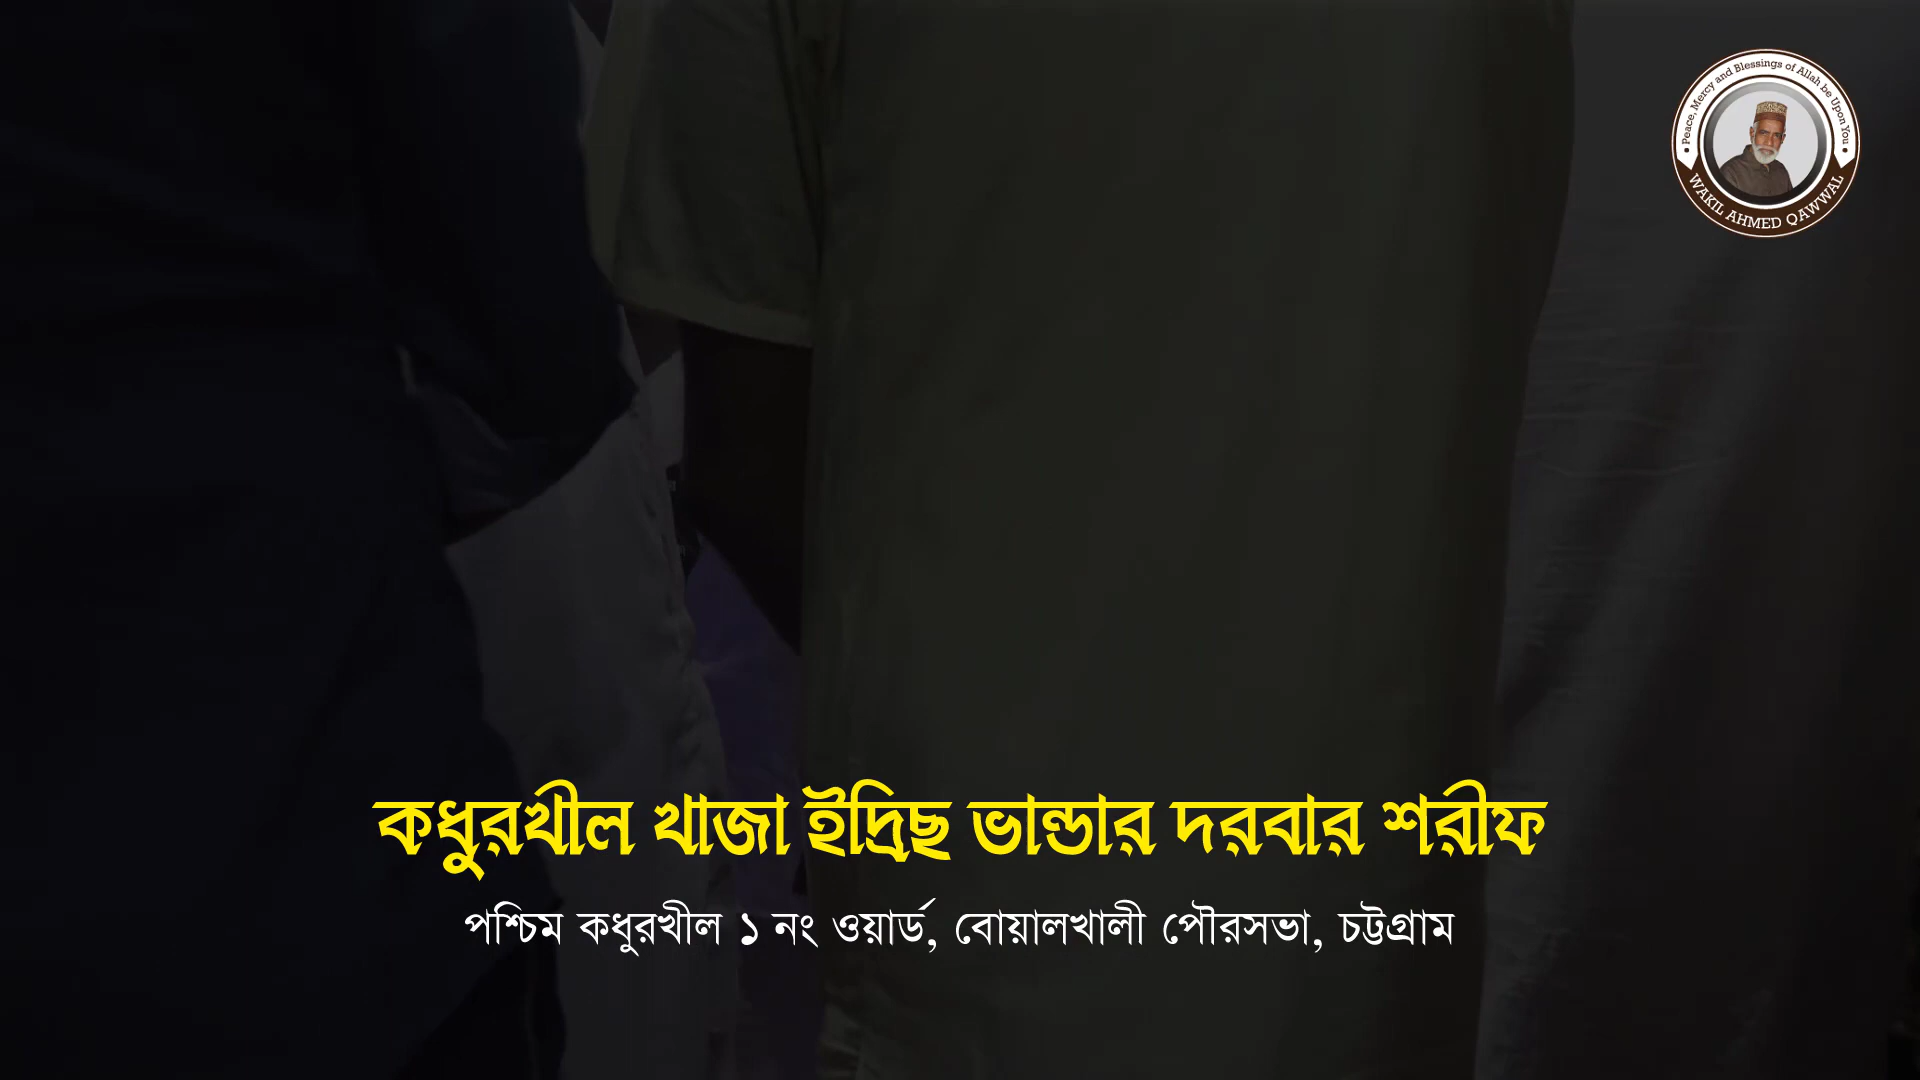 Peace, Mercy and Blessings of Allah be Upon You
WAKIL AHMED QAWWAL
কধুরখীল খাজা ইদ্রিছ ভান্ডার দরবার শরীফ
পশ্চিম কধুরখীল ১ নং ওয়ার্ড, বোয়ালখালী পৌরসভা, চট্টগ্রাম